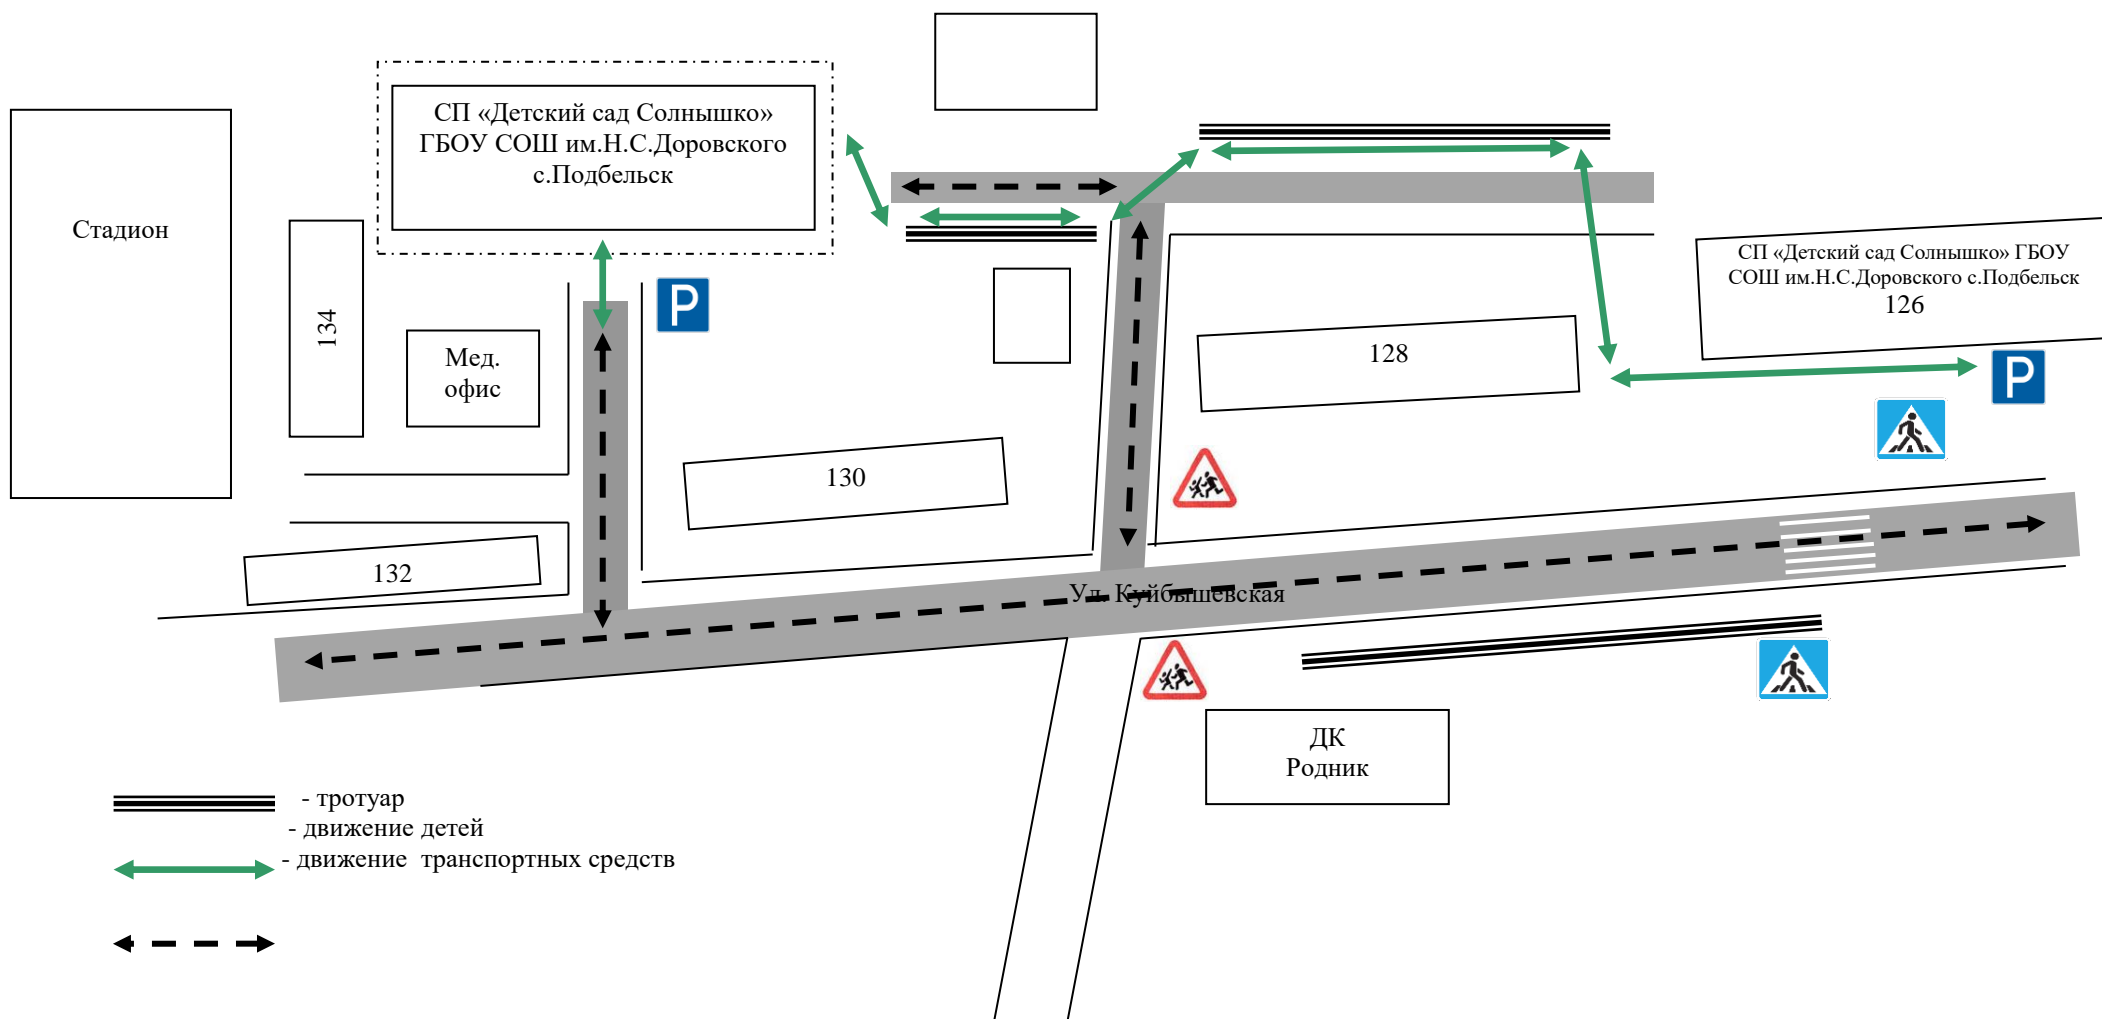 СП «Детский сад Солнышко»
ГБОУ СОШ им.Н.С.Доровского
с.Подбельск
Стадион
134
Мед.
офис
P
128
СП «Детский сад Солнышко» ГБОУ
СОШ им.Н.С.Доровского с.Подбельск
126
P
130
132
Ул. Куйбышевская
ДК
Родник
- тротуар
- движение детей
- движение транспортных средств